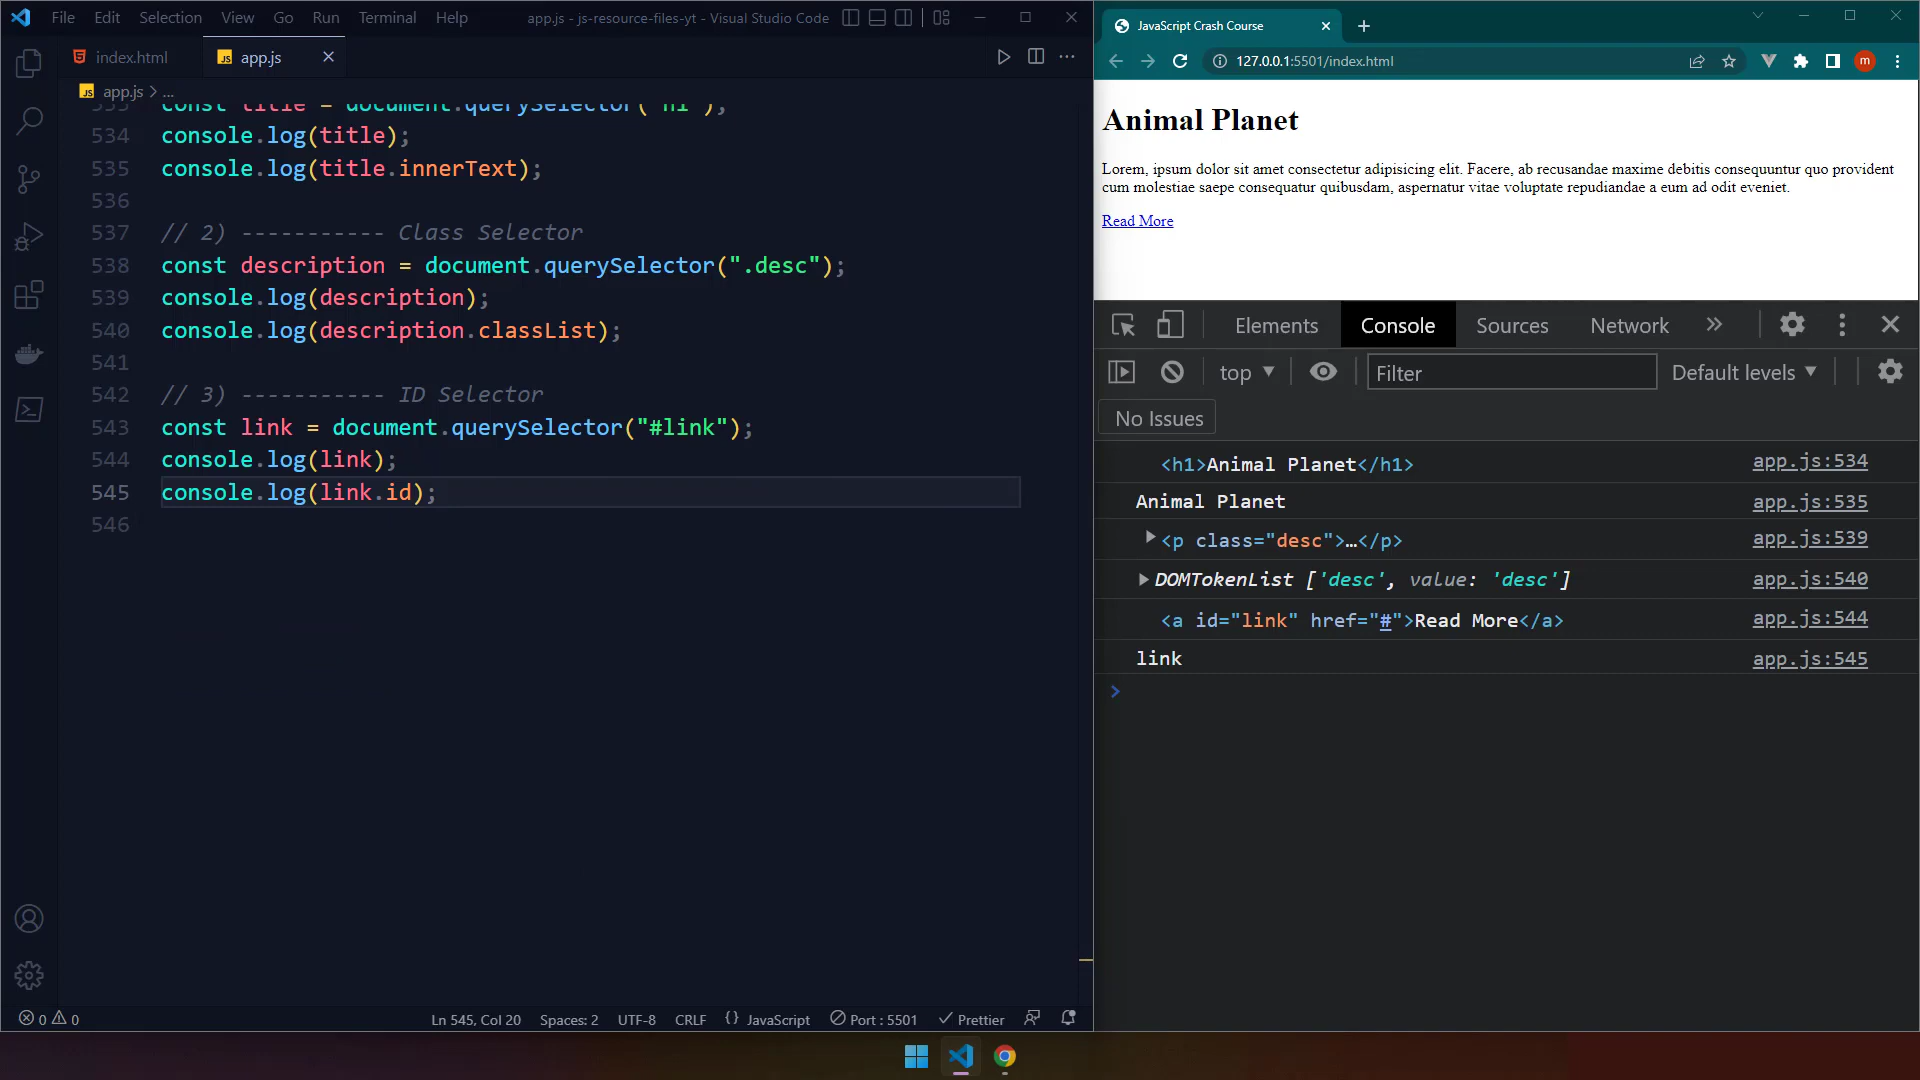 File Edit Selection View Go Run Terminal Help
app.js - js-resource-files-yt - Visual Studio Code
index.html
app.js
app.js > ...
const title = document.querySelector("h1");
534 console.log(title);
535 console.log(title.innerText);
536
537 // 2) ----------- Class Selector
538 const description = document.querySelector(".desc");
539 console.log(description);
540 console.log(description.classList);
541
542 // 3) ----------- ID Selector
543 const link = document.querySelector("#link");
544 console.log(link);
545 console.log(link.id);
546
0 0
Ln 545, Col 20 Spaces: 2 UTF-8 CRLF {} JavaScript Port : 5501 Prettier
JavaScript Crash Course
127.0.0.1:5501/index.html
m
Animal Planet
Lorem, ipsum dolor sit amet consectetur adipisicing elit. Facere, ab recusandae maxime debitis consequuntur quo provident
cum molestiae saepe consequatur quibusdam, aspernatur vitae voluptate repudiandae a eum ad odit eveniet.
Read More
Elements Console Sources Network »
top Filter Default levels
No Issues
<h1>Animal Planet</h1> app.js:534
Animal Planet app.js:535
<p class="desc">…</p> app.js:539
DOMTokenList ['desc', value: 'desc'] app.js:540
<a id="link" href="#">Read More</a> app.js:544
link app.js:545
>